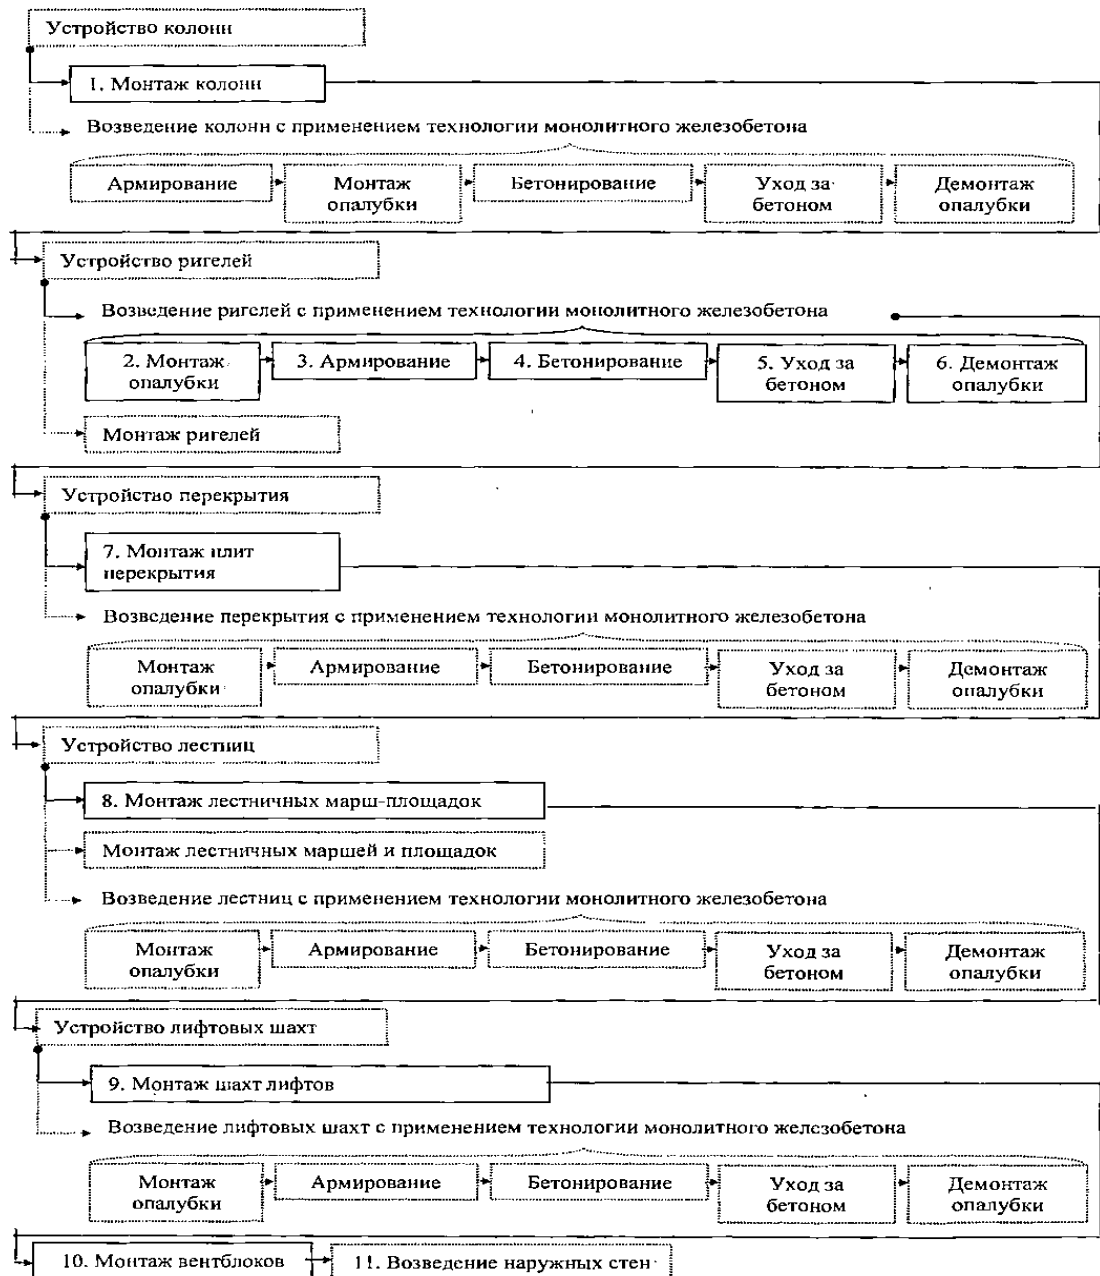 Устройство колонн
1. Монтаж колонн
Возведение колонн с применением технологии монолитного железобетона
Армирование
Монтаж
опалубки
Бетонирование
Уход за
бетоном
Демонтаж
опалубки
Устройство ригелей
Возведение ригелей с применением технологии монолитного железобетона
2. Монтаж
опалубки
3. Армирование
4. Бетонирование
5. Уход за
бетоном
6. Демонтаж
опалубки
Монтаж ригелей
Устройство перекрытия
7. Монтаж плит
перекрытия
Возведение перекрытия с применением технологии монолитного железобетона
Монтаж
опалубки
Армирование
Бетонирование
Уход за
бетоном
Демонтаж
опалубки
Устройство лестниц
8. Монтаж лестничных марш-площадок
Монтаж лестничных маршей и площадок
Возведение лестниц с применением технологии монолитного железобетона
Монтаж
опалубки
Армирование
Бетонирование
Уход за
бетоном
Демонтаж
опалубки
Устройство лифтовых шахт
9. Монтаж шахт лифтов
Возведение лифтовых шахт с применением технологии монолитного железобетона
Монтаж
опалубки
Армирование
Бетонирование
Уход за
бетоном
Демонтаж
опалубки
10. Монтаж вентблоков
11. Возведение наружных стен